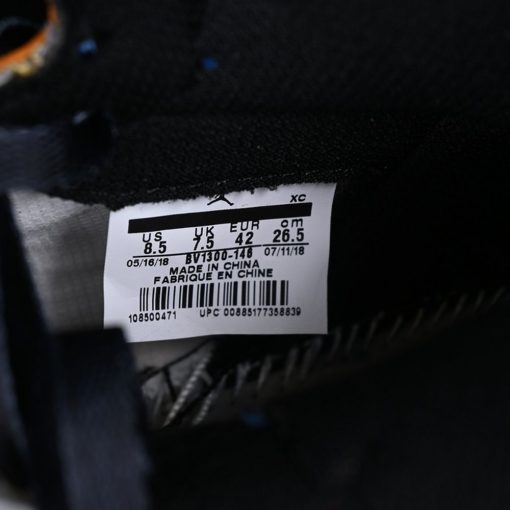 XC
US UK EUR cm
8.5 7.5 42 26.5
05/16/18 BV1300-146 07/11/18
MADE IN CHINA
FABRIQUE EN CHINE
108500471 UPC 00885177358839